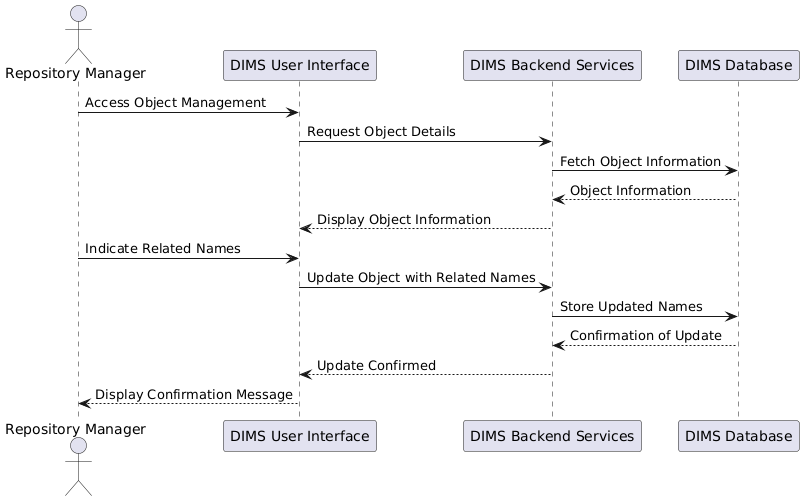 Repository Manager
DIMS User Interface
DIMS Backend Services
DIMS Database
Access Object Management
Request Object Details
Fetch Object Information
Object Information
Display Object Information
Indicate Related Names
Update Object with Related Names
Store Updated Names
Confirmation of Update
Update Confirmed
Display Confirmation Message
Repository Manager
DIMS User Interface
DIMS Backend Services
DIMS Database